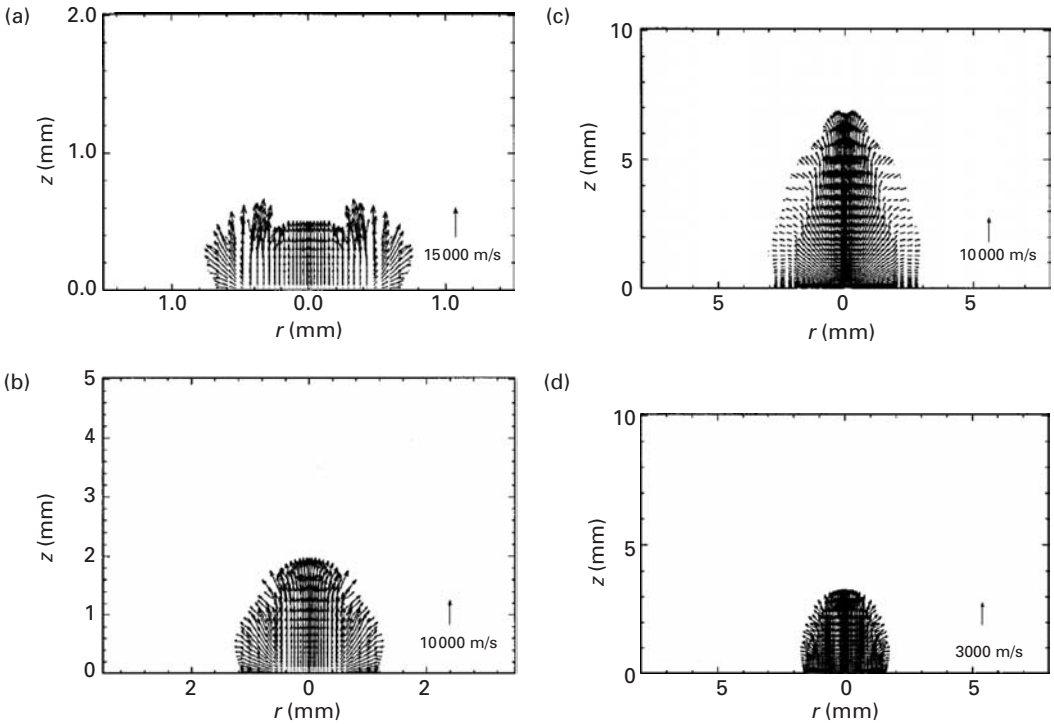 (a)
2.0
1.0
0.0
z (mm)
15000 m/s
1.0 0.0 1.0
r (mm)
(c)
10
5
0
z (mm)
10000 m/s
5 0 5
r (mm)
(b)
5
4
3
2
1
0
z (mm)
10000 m/s
2 0 2
r (mm)
(d)
10
5
0
z (mm)
3000 m/s
5 0 5
r (mm)